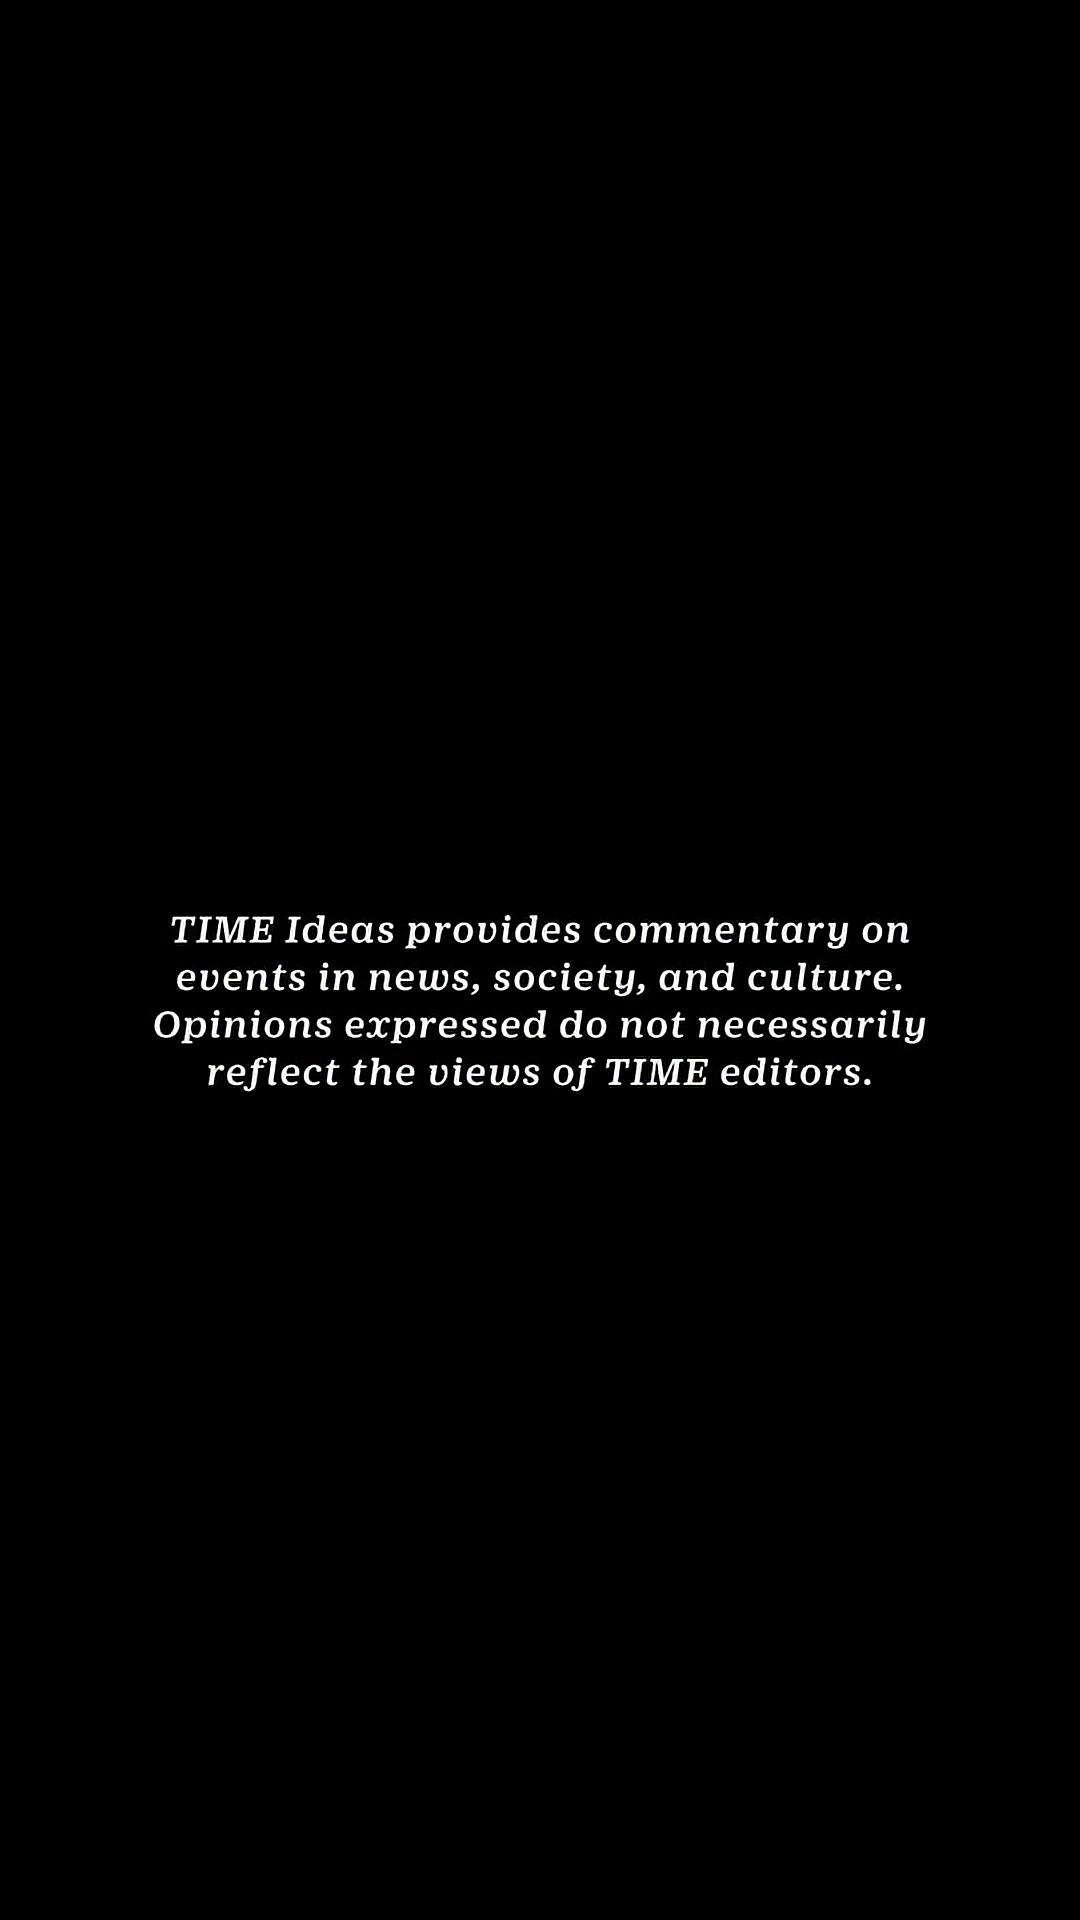 TIME Ideas provides commentary on
events in news, society, and culture.
Opinions expressed do not necessarily
reflect the views of TIME editors.